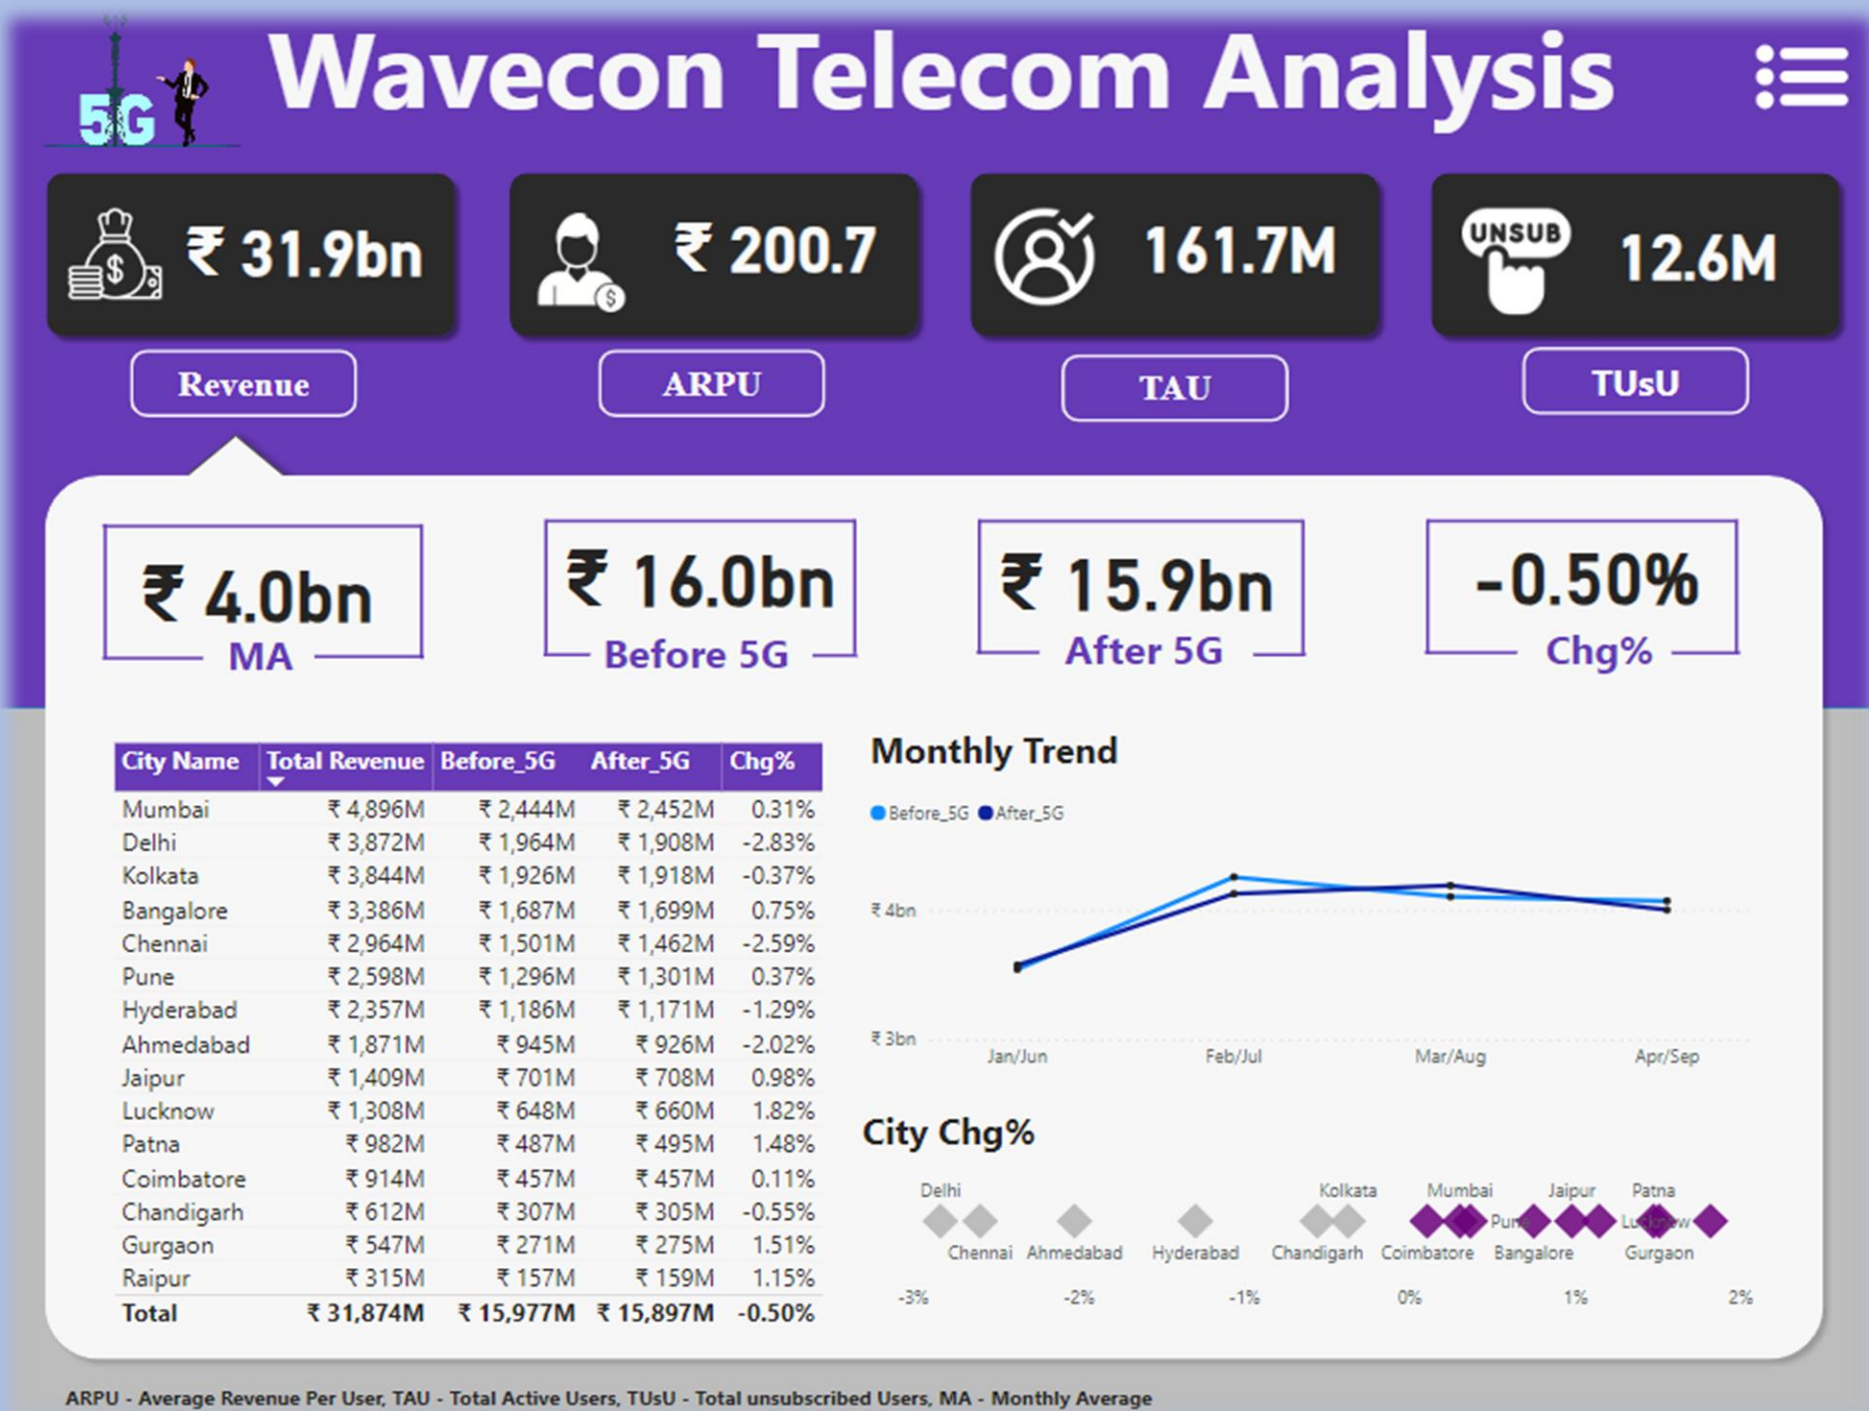 Wavecon Telecom Analysis
5G
₹ 31.9bn
₹ 200.7
161.7M
UNSUB
12.6M
Revenue
ARPU
TAU
TUsU
₹ 4.0bn
MA
₹ 16.0bn
Before 5G
₹ 15.9bn
After 5G
-0.50%
Chg%
City Name Total Revenue Before_5G After_5G Chg%
Mumbai ₹ 4,896M ₹ 2,444M ₹ 2,452M 0.31%
Delhi ₹ 3,872M ₹ 1,964M ₹ 1,908M -2.83%
Kolkata ₹ 3,844M ₹ 1,926M ₹ 1,918M -0.37%
Bangalore ₹ 3,386M ₹ 1,687M ₹ 1,699M 0.75%
Chennai ₹ 2,964M ₹ 1,501M ₹ 1,462M -2.59%
Pune ₹ 2,598M ₹ 1,296M ₹ 1,301M 0.37%
Hyderabad ₹ 2,357M ₹ 1,186M ₹ 1,171M -1.29%
Ahmedabad ₹ 1,871M ₹ 945M ₹ 926M -2.02%
Jaipur ₹ 1,409M ₹ 701M ₹ 708M 0.98%
Lucknow ₹ 1,308M ₹ 648M ₹ 660M 1.82%
Patna ₹ 982M ₹ 487M ₹ 495M 1.48%
Coimbatore ₹ 914M ₹ 457M ₹ 457M 0.11%
Chandigarh ₹ 612M ₹ 307M ₹ 305M -0.55%
Gurgaon ₹ 547M ₹ 271M ₹ 275M 1.51%
Raipur ₹ 315M ₹ 157M ₹ 159M 1.15%
Total ₹ 31,874M ₹ 15,977M ₹ 15,897M -0.50%
Monthly Trend
Before_5G After_5G
₹ 4bn
₹ 3bn
Jan/Jun Feb/Jul Mar/Aug Apr/Sep
City Chg%
Delhi Kolkata Mumbai Jaipur Patna
Pune Lucknow
Chennai Ahmedabad Hyderabad Chandigarh Coimbatore Bangalore Gurgaon
-3% -2% -1% 0% 1% 2%
ARPU - Average Revenue Per User, TAU - Total Active Users, TUsU - Total unsubscribed Users, MA - Monthly Average